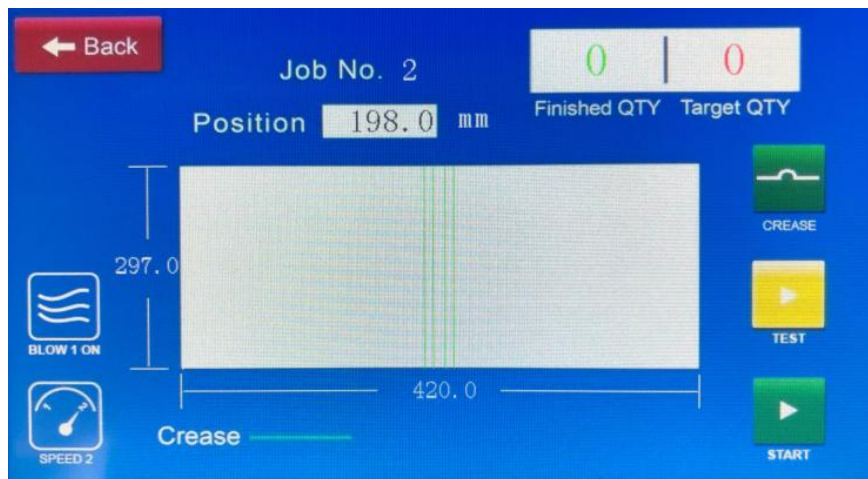 Back
Job No. 2
0 | 0
Finished QTY Target QTY
Position 198.0 mm
CREASE
297.0
BLOW 1 ON
TEST
420.0
Crease
SPEED 2
START